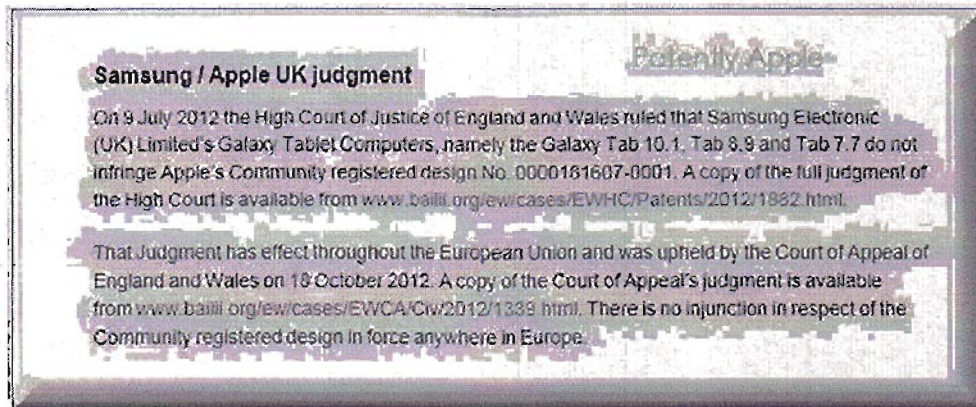 Patently Apple
Samsung / Apple UK judgment
On 9 July 2012 the High Court of Justice of England and Wales ruled that Samsung Electronic
(UK) Limited's Galaxy Tablet Computers, namely the Galaxy Tab 10.1, Tab 8.9 and Tab 7.7 do not
infringe Apple's Community registered design No. 0000181607-0001. A copy of the full judgment of
the High Court is available from www.bailii.org/ew/cases/EWHC/Patents/2012/1882.html.
That Judgment has effect throughout the European Union and was upheld by the Court of Appeal of
England and Wales on 18 October 2012. A copy of the Court of Appeal's judgment is available
from www.bailii.org/ew/cases/EWCA/Civ/2012/1339.html. There is no injunction in respect of the
Community registered design in force anywhere in Europe.